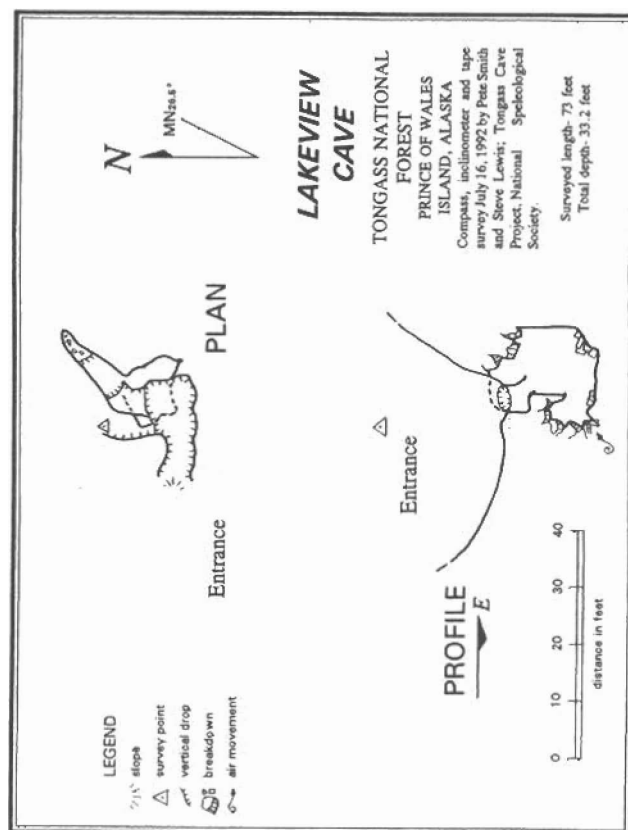 N
MN26.6°
LAKEVIEW
CAVE
TONGASS NATIONAL
FOREST
PRINCE OF WALES
ISLAND, ALASKA
Compass, inclinometer and tape
survey July 16, 1992 by Pete Smith
and Steve Lewis; Tongass Cave
Project, National Speleological
Society.
Surveyed length- 73 feet
Total depth- 33.2 feet
PLAN
Entrance
LEGEND
slope
survey point
vertical drop
breakdown
air movement
Entrance
PROFILE
E
0 10 20 30 40
distance in feet